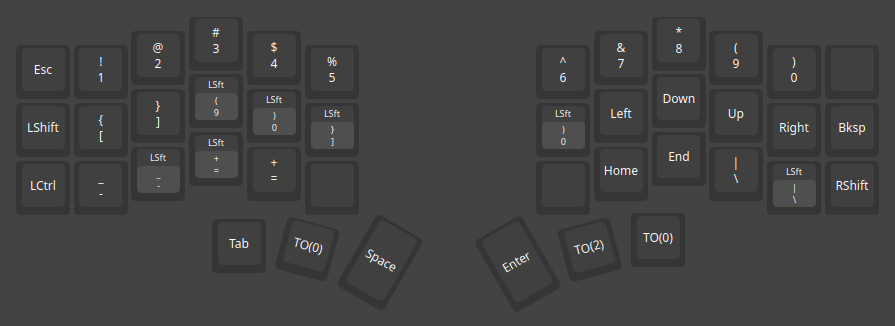 Esc
!
1
@
2
#
3
$
4
%
5
^
6
&
7
*
8
(
9
)
0
LShift
{
[
}
]
LSft
(
9
LSft
)
0
LSft
}
]
LSft
)
0
Left
Down
Up
Right
Bksp
LCtrl
_
-
LSft
_
-
LSft
+
=
+
=
Home
End
|
\
LSft
|
\
RShift
Tab
TO(0)
Space
Enter
TO(2)
TO(0)